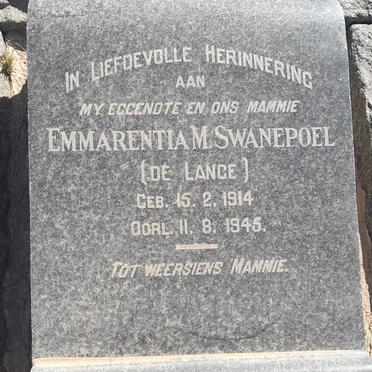 IN LIEFDEVOLLE HERINNERING
AAN
MY EGGENOTE EN ONS MAMMIE
EMMARENTIA M. SWANEPOEL
(DE LANGE)
GEB. 15. 2. 1914
OORL. 11. 8. 1945.
TOT WEERSIENS MAMMIE.